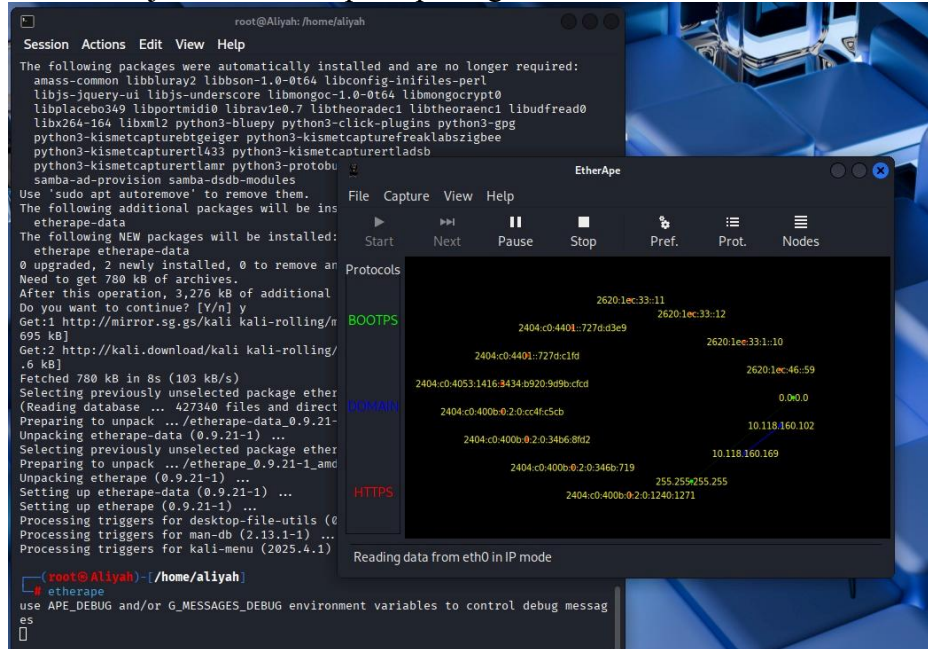 root@Aliyah: /home/aliyah
Session Actions Edit View Help
The following packages were automatically installed and are no longer required:
amass-common libbluray2 libbson-1.0-0t64 libconfig-inifiles-perl
libjs-jquery-ui libjs-underscore libmongoc-1.0-0t64 libmongocrypt0
libplacebo349 libportmidi0 librav1e0.7 libtheoradec1 libtheoraenc1 libudfread0
libx264-164 libxml2 python3-bluepy python3-click-plugins python3-gpg
python3-kismetcapturebtgeiger python3-kismetcapturefreaklabszigbee
python3-kismetcapturertl433 python3-kismetcapturertladsb
python3-kismetcapturertlamr python3-protobu
samba-ad-provision samba-dsdb-modules
Use 'sudo apt autoremove' to remove them.
The following additional packages will be ins
etherape-data
The following NEW packages will be installed:
etherape etherape-data
0 upgraded, 2 newly installed, 0 to remove an
Need to get 780 kB of archives.
After this operation, 3,276 kB of additional
Do you want to continue? [Y/n] y
Get:1 http://mirror.sg.gs/kali kali-rolling/m
695 kB]
Get:2 http://kali.download/kali kali-rolling/
.6 kB]
Fetched 780 kB in 8s (103 kB/s)
Selecting previously unselected package ether
(Reading database ... 427340 files and direct
Preparing to unpack .../etherape-data_0.9.21-
Unpacking etherape-data (0.9.21-1) ...
Selecting previously unselected package ether
Preparing to unpack .../etherape_0.9.21-1_amd
Unpacking etherape (0.9.21-1) ...
Setting up etherape-data (0.9.21-1) ...
Setting up etherape (0.9.21-1) ...
Processing triggers for desktop-file-utils (0
Processing triggers for man-db (2.13.1-1) ...
Processing triggers for kali-menu (2025.4.1)
(root㉿Aliyah)-[/home/aliyah]
# etherape
use APE_DEBUG and/or G_MESSAGES_DEBUG environment variables to control debug messag
es
EtherApe
File Capture View Help
Start Next Pause Stop Pref. Prot. Nodes
Protocols
BOOTPS
DOMAIN
HTTPS
2620:1ec:33::11
2620:1ec:33::12
2404:c0:4401::727d:d3e9
2620:1ec:33:1::10
2404:c0:4401::727d:c1fd
2620:1ec:46::59
2404:c0:4053:1416:3434:b920:9d9b:cfcd
0.0.0.0
2404:c0:400b:0:2:0:cc4f:c5cb
10.118.160.102
2404:c0:400b:0:2:0:34b6:8fd2
10.118.160.169
2404:c0:400b:0:2:0:346b:719
255.255.255.255
2404:c0:400b:0:2:0:1240:1271
Reading data from eth0 in IP mode